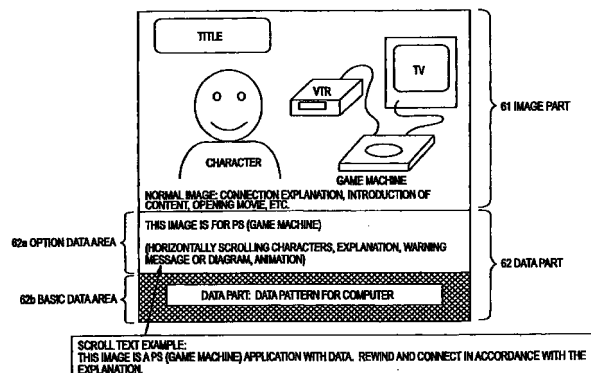 TITLE
TV
VTR
61 IMAGE PART
CHARACTER
GAME MACHINE
NORMAL IMAGE: CONNECTION EXPLANATION, INTRODUCTION OF
CONTENT, OPENING MOVIE, ETC.
THIS IMAGE IS FOR PS (GAME MACHINE)
62a OPTION DATA AREA
(HORIZONTALLY SCROLLING CHARACTERS, EXPLANATION, WARNING
MESSAGE OR DIAGRAM, ANIMATION)
62 DATA PART
62b BASIC DATA AREA
DATA PART: DATA PATTERN FOR COMPUTER
SCROLL TEXT EXAMPLE:
THIS IMAGE IS A PS (GAME MACHINE) APPLICATION WITH DATA. REWIND AND CONNECT IN ACCORDANCE WITH THE
EXPLANATION.